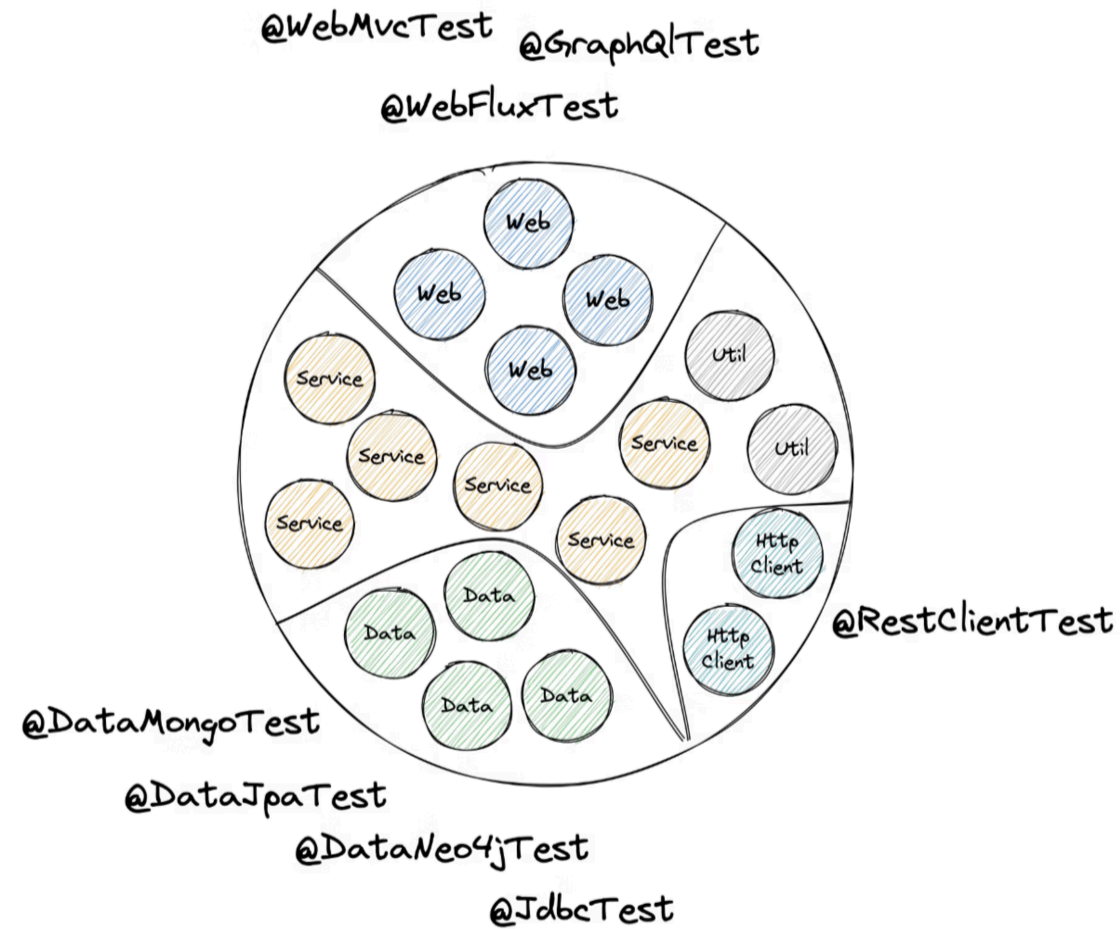 @WebMvcTest
@GraphQlTest
@WebFluxTest
Web
Web
Web
Web
Util
Util
Service
Service
Service
Service
Service
Service
Http
Client
Http
Client
@RestClientTest
Data
Data
Data
Data
@DataMongoTest
@DataJpaTest
@DataNeo4jTest
@JdbcTest